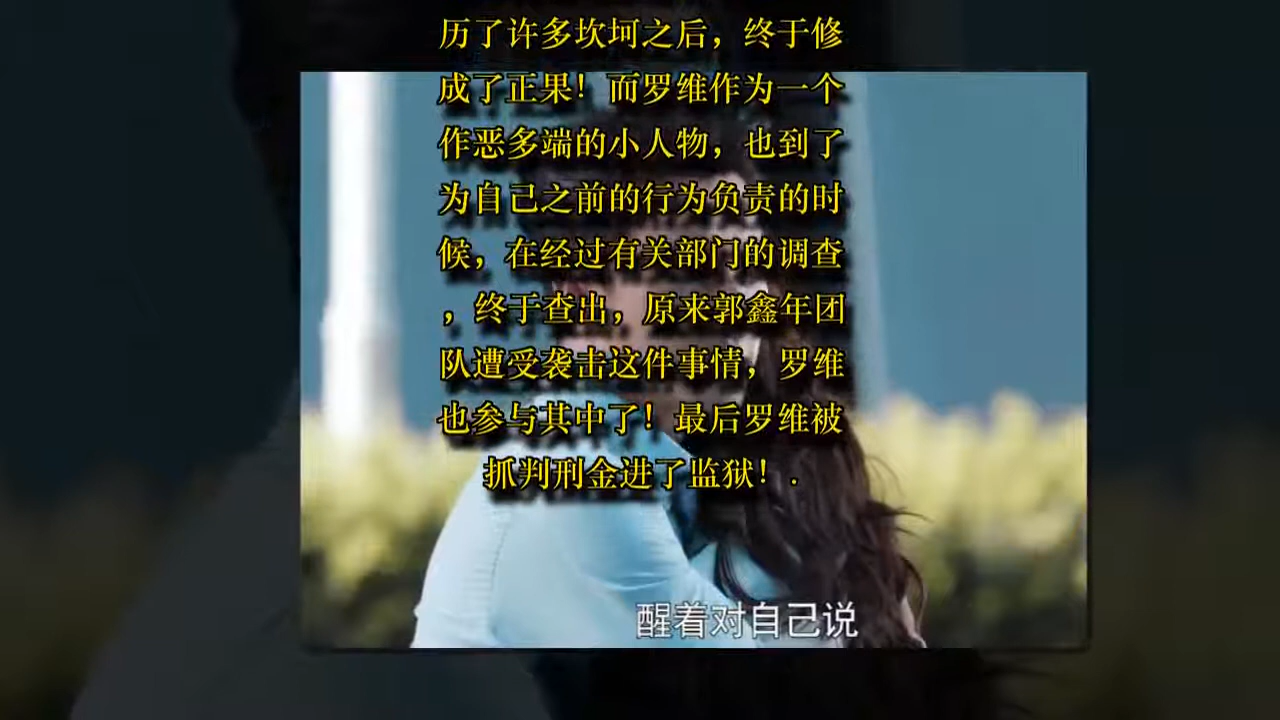 历了许多坎坷之后，终于修
成了正果！而罗维作为一个
作恶多端的小人物，也到了
为自己之前的行为负责的时
候，在经过有关部门的调查
，终于查出，原来郭鑫年团
队遭受袭击这件事情，罗维
也参与其中了！最后罗维被
抓判刑金进了监狱！.
醒着对自己说